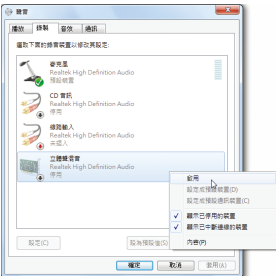 聲音
播放 錄製 音效 通訊
選取下面的錄音裝置以修改其設定:
麥克風
Realtek High Definition Audio
預設裝置
CD 音訊
Realtek High Definition Audio
停用
線路輸入
Realtek High Definition Audio
未插入
立體聲混音
Realtek High Definition Audio
停用
啟用
設定成預設裝置(D)
設定成預設通訊裝置(C)
顯示已停用的裝置
顯示已中斷連線的裝置
內容(P)
設定(C) 設為預設值(S)
確定 取消 套用(A)